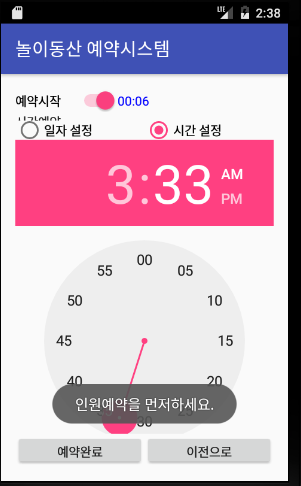 LTE 2:38
놀이동산 예약시스템
예약시작 00:06
시간예약
일자 설정 시간 설정
3:33 AM
PM
00
55 05
50 10
45 15
40 20
인원예약을 먼저하세요.
30
예약완료 이전으로